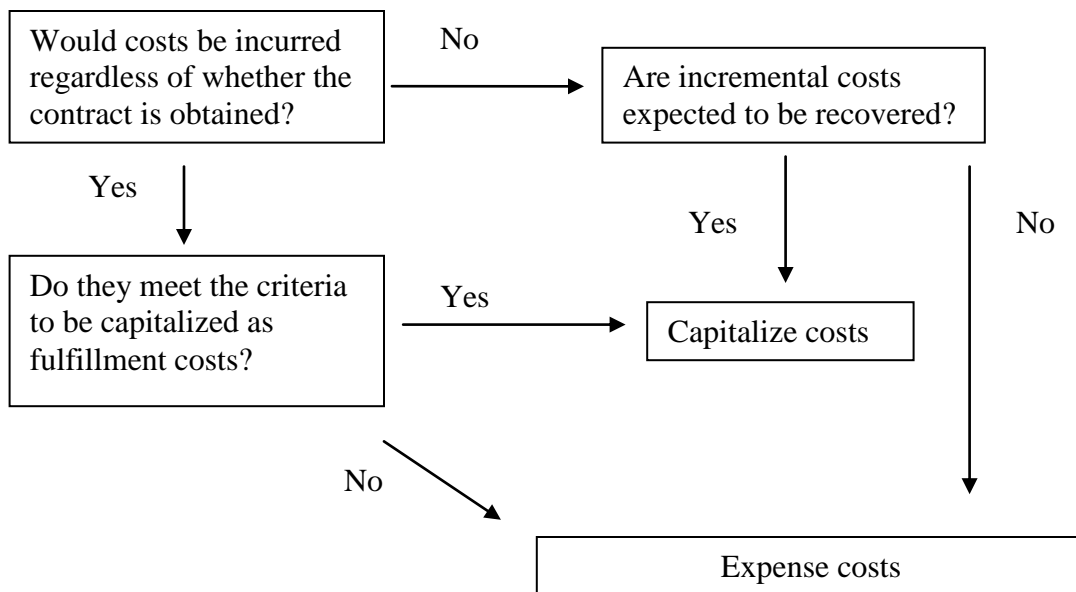 Would costs be incurred
regardless of whether the
contract is obtained?
No
Are incremental costs
expected to be recovered?
Yes
Yes
No
Do they meet the criteria
to be capitalized as
fulfillment costs?
Yes
Capitalize costs
No
Expense costs